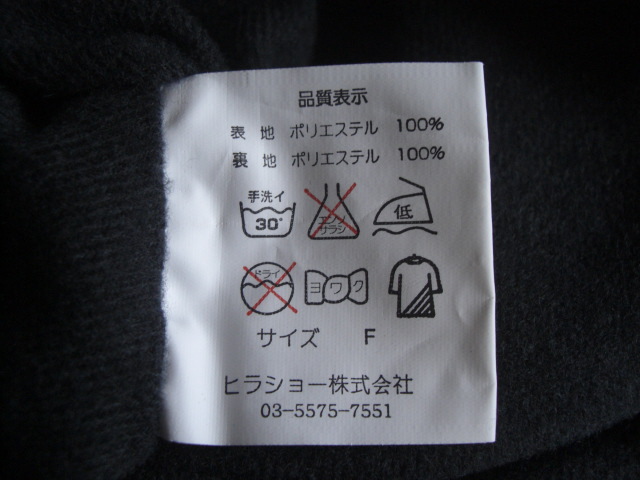 品質表示
表 地 ポリエステル 100%
裏 地 ポリエステル 100%
手洗イ
30°
エンソ
サラシ
低
ドライ
ヨワク
サイズ F
ヒラショー株式会社
03-5575-7551